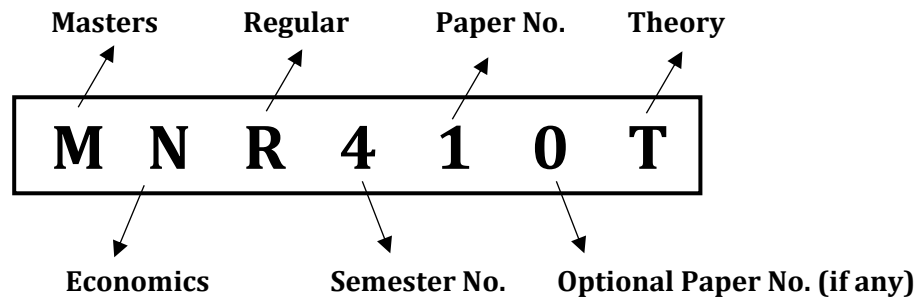 Masters Regular Paper No. Theory
M N R 4 1 0 T
Economics Semester No. Optional Paper No. (if any)